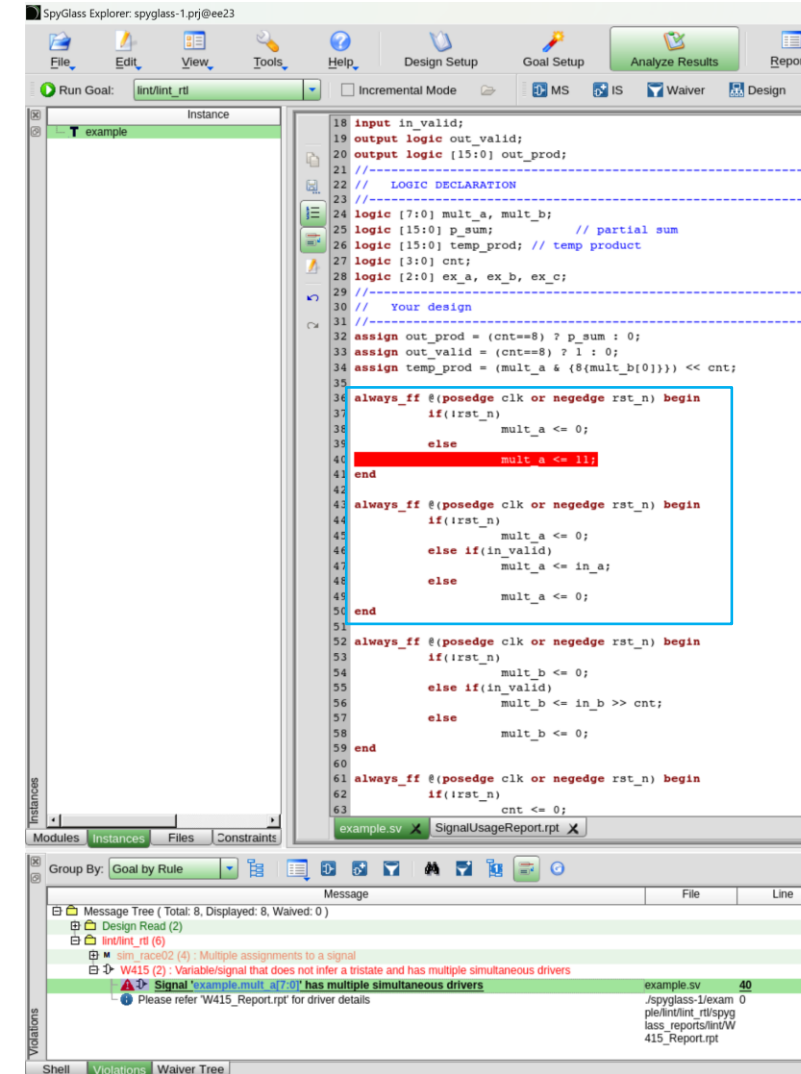 SpyGlass Explorer: spyglass-1.prj@ee23
File Edit View Tools Help Design Setup Goal Setup Analyze Results Repor
Run Goal: lint/lint_rtl Incremental Mode MS IS Waiver Design
Instance
T example
18 input in_valid;
19 output logic out_valid;
20 output logic [15:0] out_prod;
21 //--------------------------------------------------------------
22 // LOGIC DECLARATION
23 //--------------------------------------------------------------
24 logic [7:0] mult_a, mult_b;
25 logic [15:0] p_sum; // partial sum
26 logic [15:0] temp_prod; // temp product
27 logic [3:0] cnt;
28 logic [2:0] ex_a, ex_b, ex_c;
29 //--------------------------------------------------------------
30 // Your design
31 //--------------------------------------------------------------
32 assign out_prod = (cnt==8) ? p_sum : 0;
33 assign out_valid = (cnt==8) ? 1 : 0;
34 assign temp_prod = (mult_a & {8{mult_b[0]}}) << cnt;
35
36 always_ff @(posedge clk or negedge rst_n) begin
37 if(!rst_n)
38 mult_a <= 0;
39 else
40 mult_a <= 11;
41 end
42
43 always_ff @(posedge clk or negedge rst_n) begin
44 if(!rst_n)
45 mult_a <= 0;
46 else if(in_valid)
47 mult_a <= in_a;
48 else
49 mult_a <= 0;
50 end
51
52 always_ff @(posedge clk or negedge rst_n) begin
53 if(!rst_n)
54 mult_b <= 0;
55 else if(in_valid)
56 mult_b <= in_b >> cnt;
57 else
58 mult_b <= 0;
59 end
60
61 always_ff @(posedge clk or negedge rst_n) begin
62 if(!rst_n)
63 cnt <= 0;
Instances
Modules Instances Files Constraints
example.sv X SignalUsageReport.rpt X
Group By: Goal by Rule
Message File Line
Message Tree ( Total: 8, Displayed: 8, Waived: 0 )
Design Read (2)
lint/lint_rtl (6)
M sim_race02 (4) : Multiple assignments to a signal
W415 (2) : Variable/signal that does not infer a tristate and has multiple simultaneous drivers
Signal 'example.mult_a[7:0]' has multiple simultaneous drivers example.sv 40
Please refer 'W415_Report.rpt' for driver details ./spyglass-1/exam 0
ple/lint/lint_rtl/spyg
lass_reports/lint/W
415_Report.rpt
Violations
Shell Violations Waiver Tree